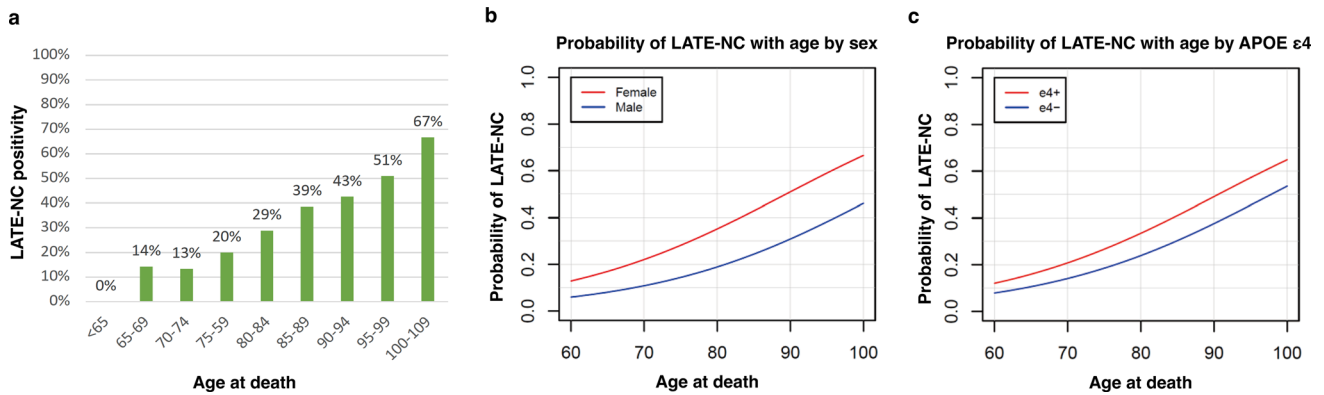 a
100%
90%
80%
70%
60%
50%
40%
30%
20%
10%
0%
LATE-NC positivity
0%
14%
13%
20%
29%
39%
43%
51%
67%
<65
65-69
70-74
75-59
80-84
85-89
90-94
95-99
100-109
Age at death
b
Probability of LATE-NC with age by sex
Female
Male
Probability of LATE-NC
1.0
0.8
0.6
0.4
0.2
0.0
60 70 80 90 100
Age at death
c
Probability of LATE-NC with age by APOE ε4
e4+
e4−
Probability of LATE-NC
1.0
0.8
0.6
0.4
0.2
0.0
60 70 80 90 100
Age at death